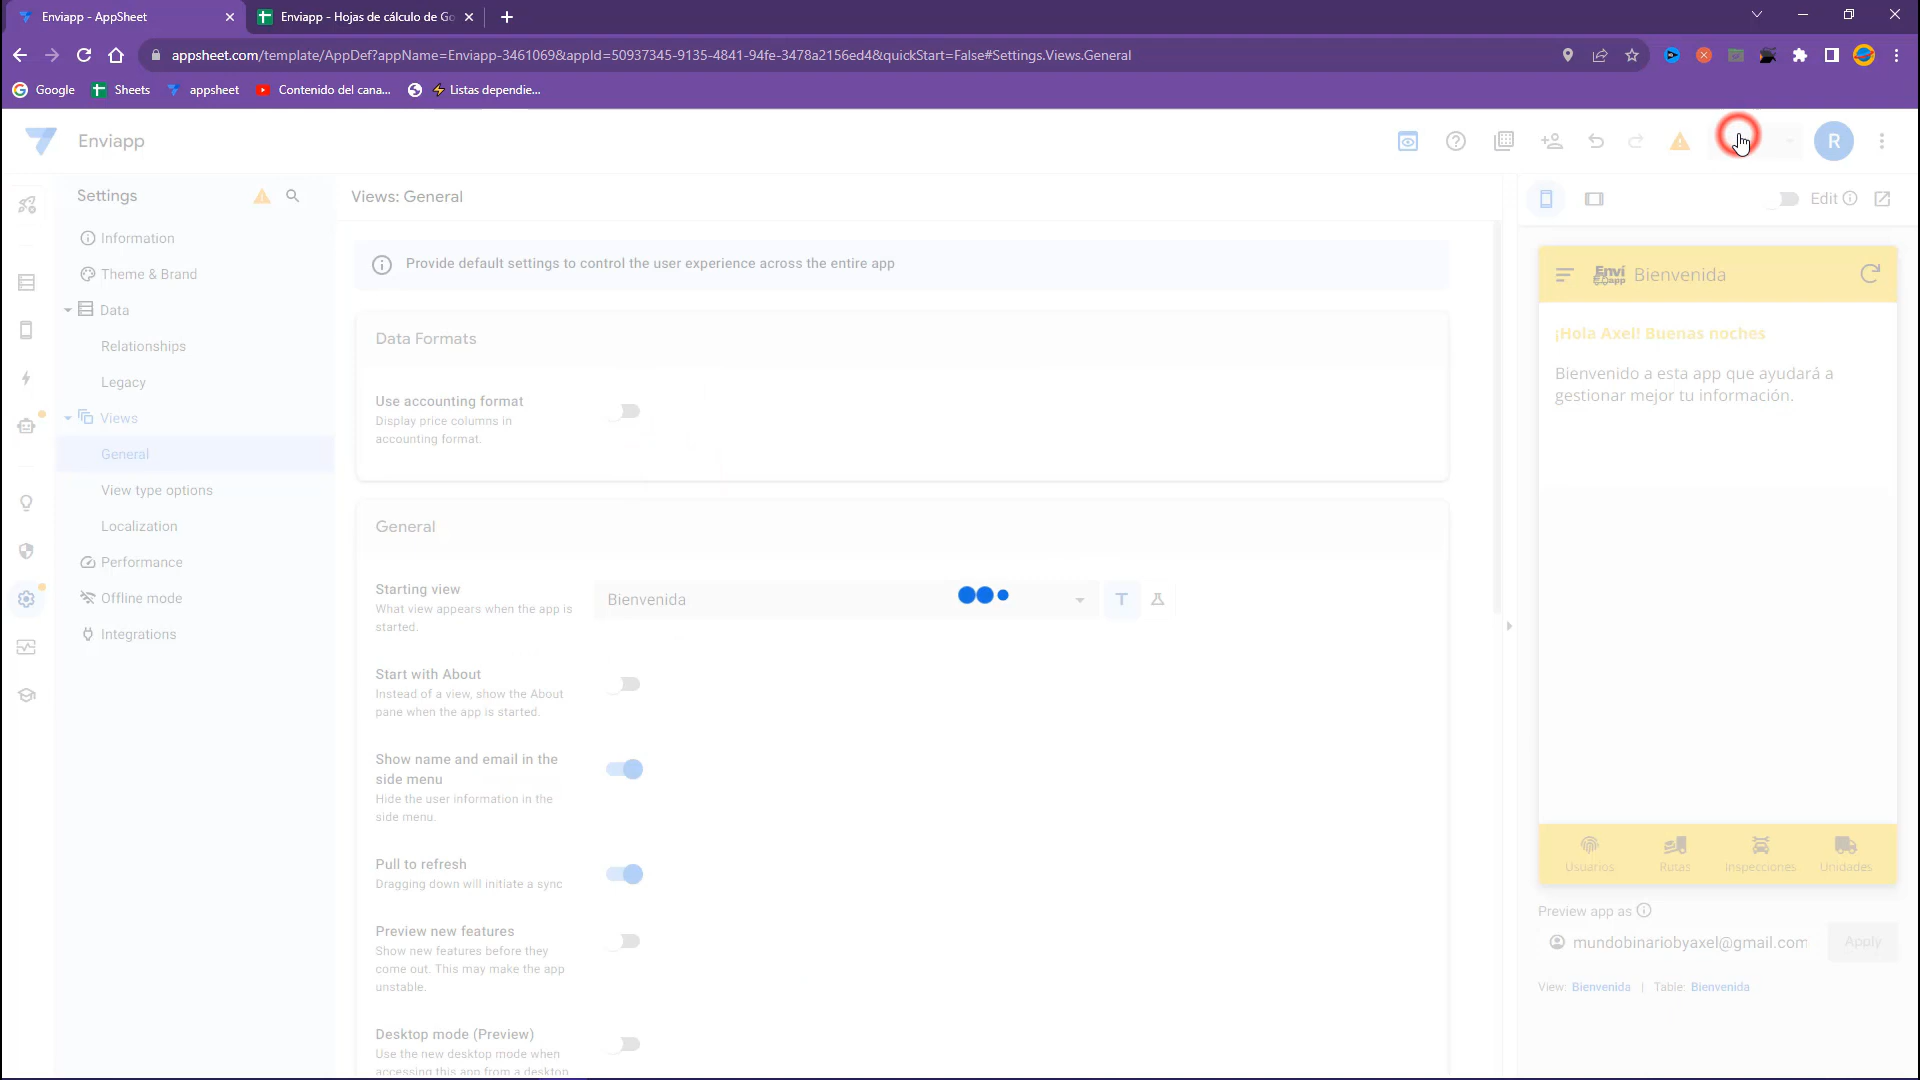 Enviapp - AppSheet
Enviapp - Hojas de cálculo de Go
appsheet.com/template/AppDef?appName=Enviapp-3461069&appId=50937345-9135-4841-94fe-3478a2156ed4&quickStart=False#Settings.Views.General
Google
Sheets
appsheet
Contenido del cana...
⚡ Listas dependie...
Enviapp
R
Settings
Information
Theme & Brand
Data
Relationships
Legacy
Views
General
View type options
Localization
Performance
Offline mode
Integrations
Views: General
Provide default settings to control the user experience across the entire app
Data Formats
Use accounting format
Display price columns in
accounting format.
General
Starting view
What view appears when the app is
started.
Bienvenida
Start with About
Instead of a view, show the About
pane when the app is started.
Show name and email in the
side menu
Hide the user information in the
side menu.
Pull to refresh
Dragging down will initiate a sync
Preview new features
Show new features before they
come out. This may make the app
unstable.
Desktop mode (Preview)
Use the new desktop mode when
accessing this app from a desktop
Edit
Enví
app
Bienvenida
¡Hola Axel! Buenas noches
Bienvenido a esta app que ayudará a
gestionar mejor tu información.
Usuarios
Rutas
Inspecciones
Unidades
Preview app as
mundobinariobyaxel@gmail.com
Apply
View: Bienvenida | Table: Bienvenida